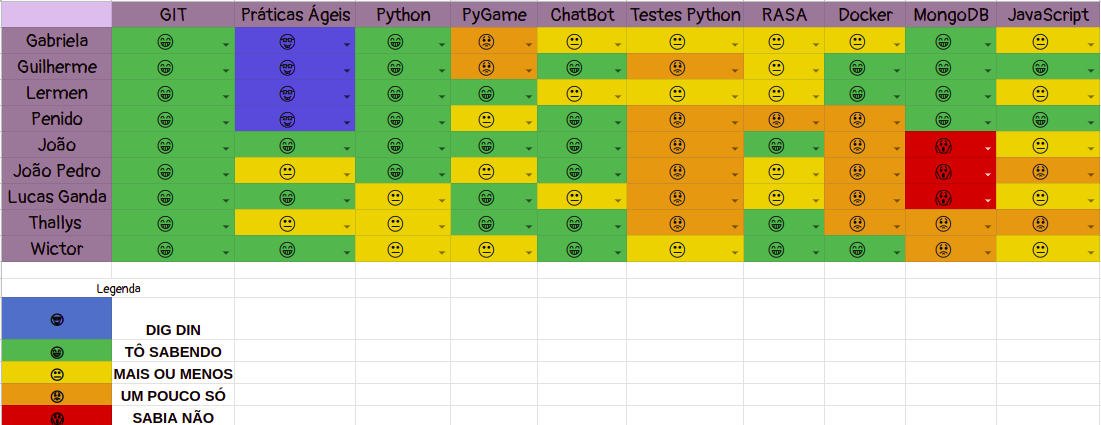 GIT Práticas Ágeis Python PyGame ChatBot Testes Python RASA Docker MongoDB JavaScript
Gabriela
Guilherme
Lermen
Penido
João
João Pedro
Lucas Ganda
Thallys
Wictor
Legenda
DIG DIN
TÔ SABENDO
MAIS OU MENOS
UM POUCO SÓ
SABIA NÃO